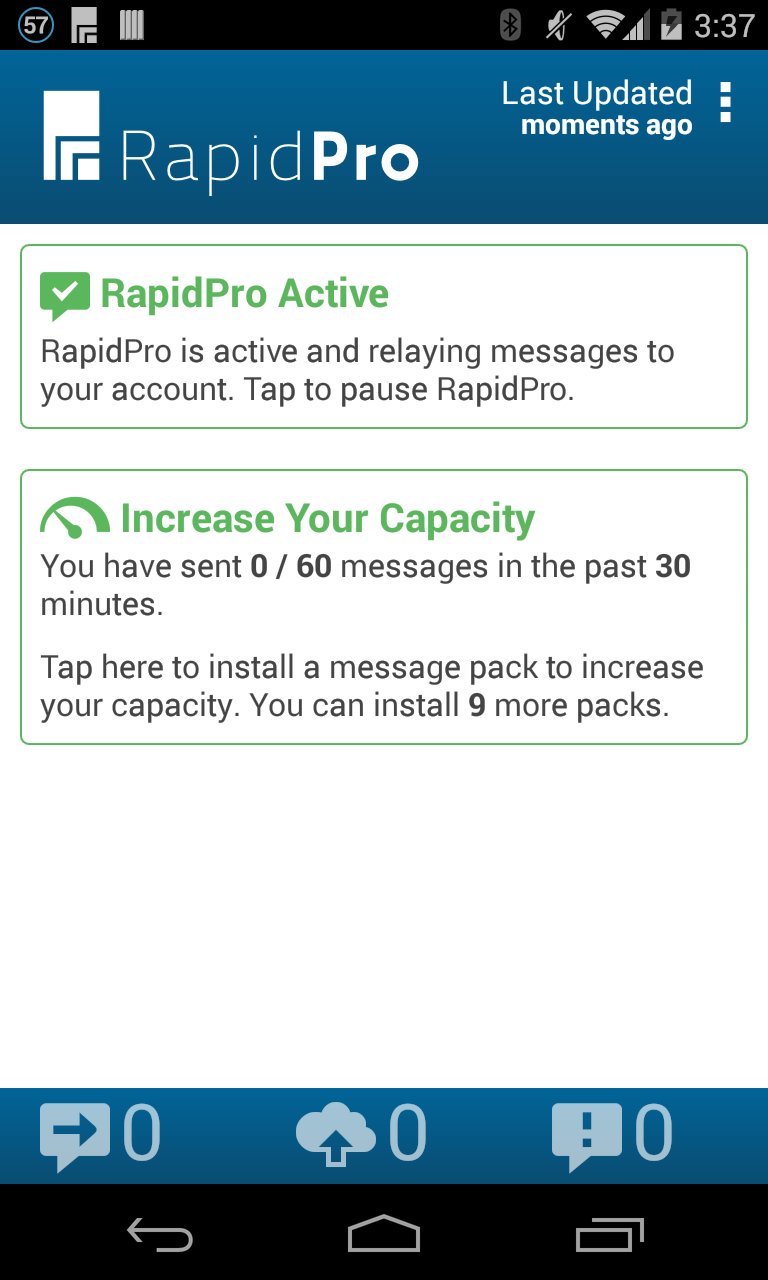 57
3:37
Last Updated
moments ago
RapidPro
RapidPro Active
RapidPro is active and relaying messages to
your account. Tap to pause RapidPro.
Increase Your Capacity
You have sent 0 / 60 messages in the past 30
minutes.
Tap here to install a message pack to increase
your capacity. You can install 9 more packs.
0
0
0